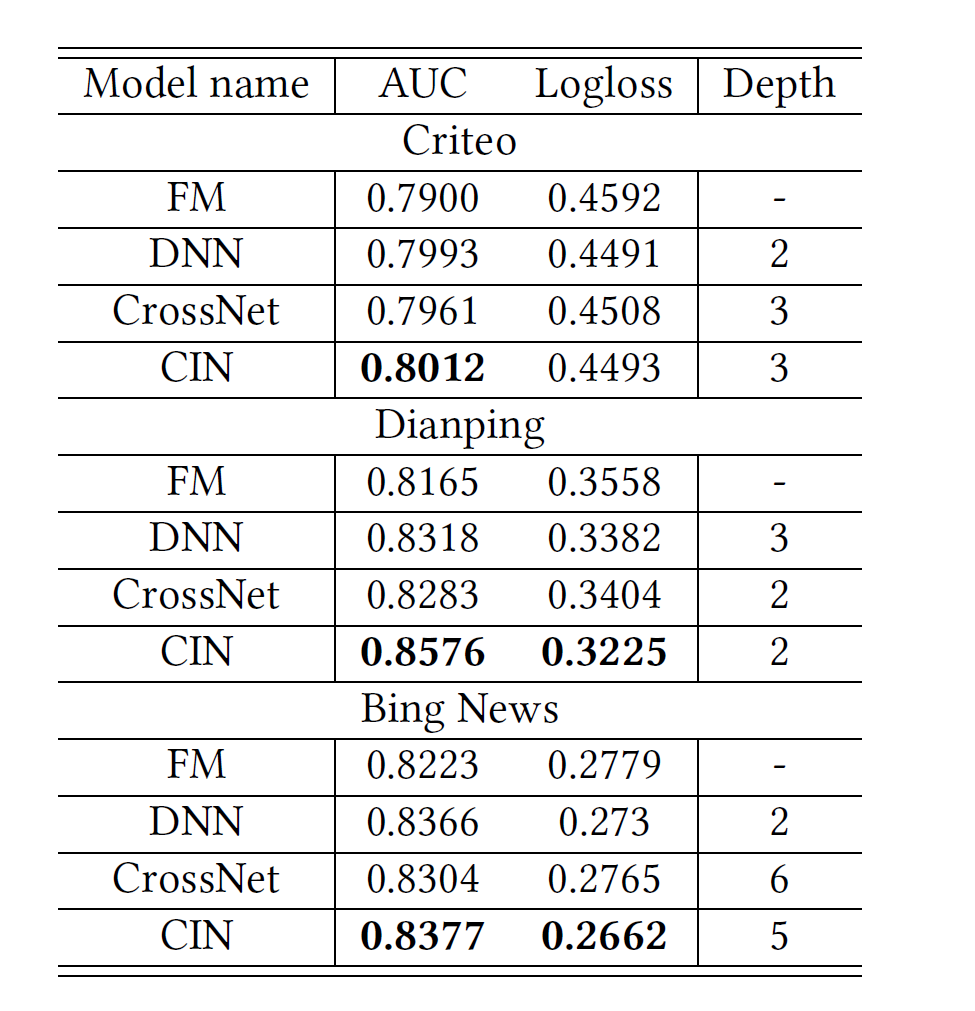 Model name AUC Logloss Depth
Criteo
FM 0.7900 0.4592 -
DNN 0.7993 0.4491 2
CrossNet 0.7961 0.4508 3
CIN 0.8012 0.4493 3
Dianping
FM 0.8165 0.3558 -
DNN 0.8318 0.3382 3
CrossNet 0.8283 0.3404 2
CIN 0.8576 0.3225 2
Bing News
FM 0.8223 0.2779 -
DNN 0.8366 0.273 2
CrossNet 0.8304 0.2765 6
CIN 0.8377 0.2662 5